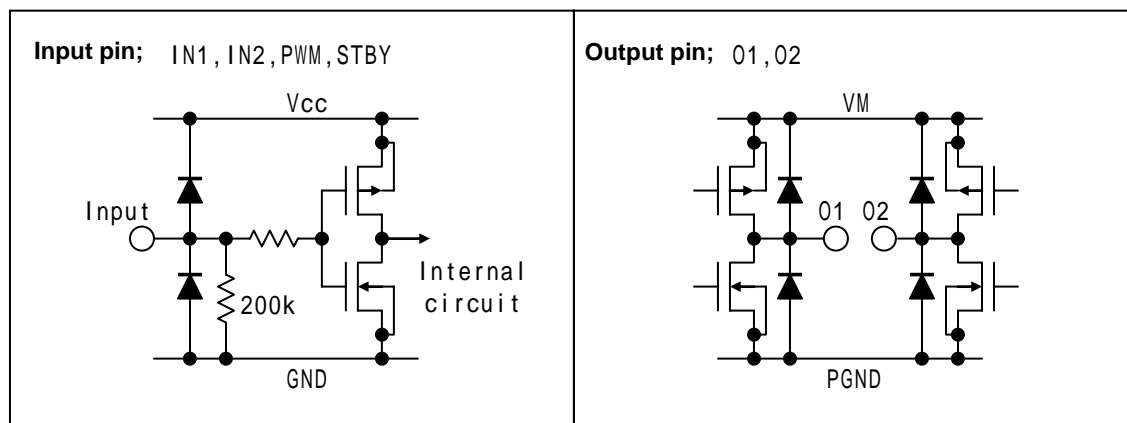 Input pin; IN1,IN2,PWM,STBY
Vcc
Input
200k
Internal
circuit
GND
Output pin; O1,O2
VM
O1 O2
PGND